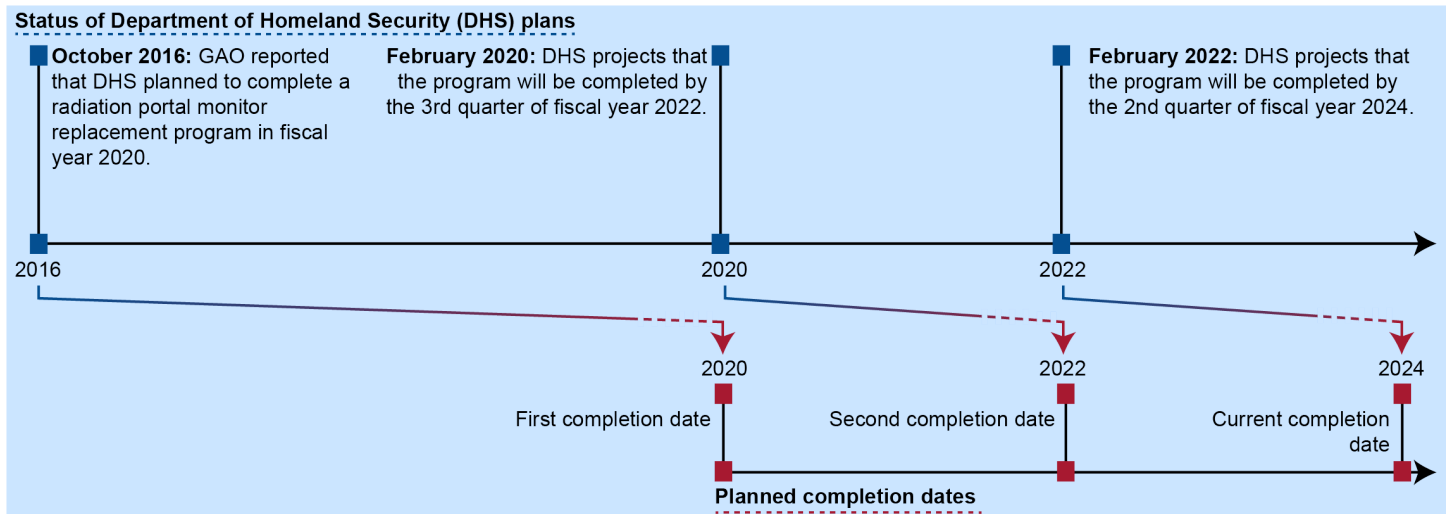 Status of Department of Homeland Security (DHS) plans
October 2016: GAO reported
that DHS planned to complete a
radiation portal monitor
replacement program in fiscal
year 2020.
February 2020: DHS projects that
the program will be completed by
the 3rd quarter of fiscal year 2022.
February 2022: DHS projects that
the program will be completed by
the 2nd quarter of fiscal year 2024.
2016
2020
2022
2020
2022
2024
First completion date
Second completion date
Current completion
date
Planned completion dates